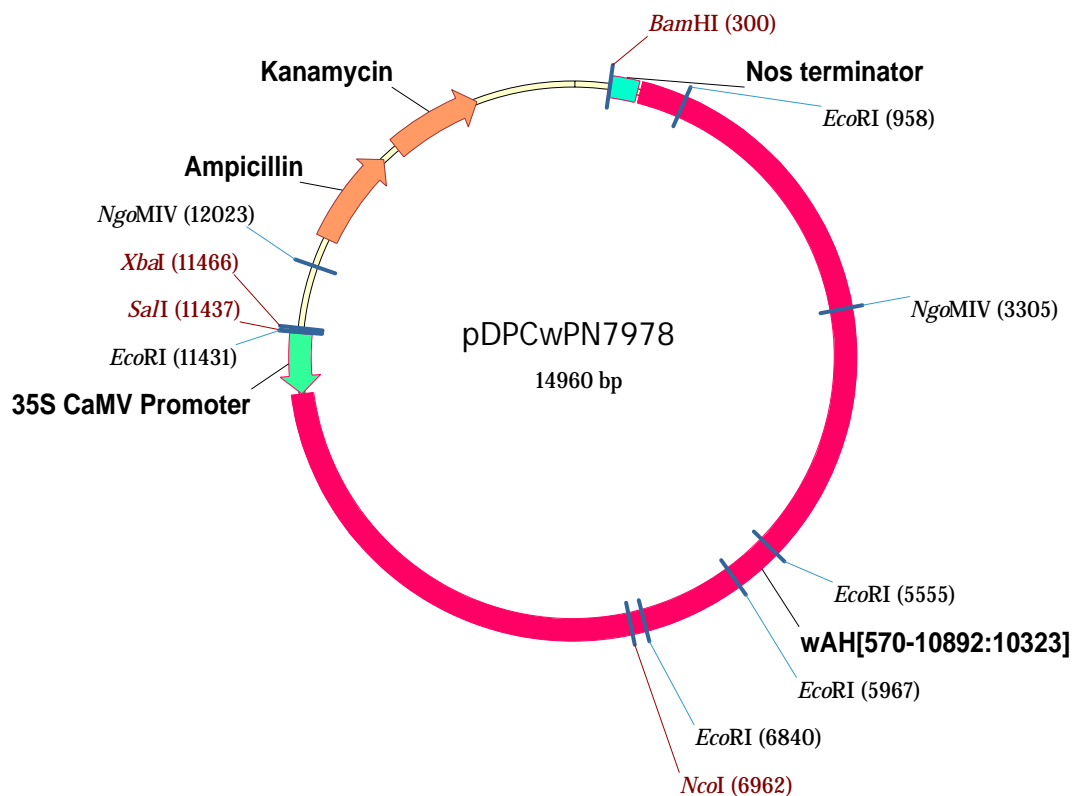 BamHI (300)
Kanamycin
Nos terminator
EcoRI (958)
Ampicillin
NgoMIV (12023)
XbaI (11466)
SalI (11437)
NgoMIV (3305)
EcoRI (11431)
pDPCwPN7978
14960 bp
35S CaMV Promoter
EcoRI (5555)
wAH[570-10892:10323]
EcoRI (5967)
EcoRI (6840)
NcoI (6962)